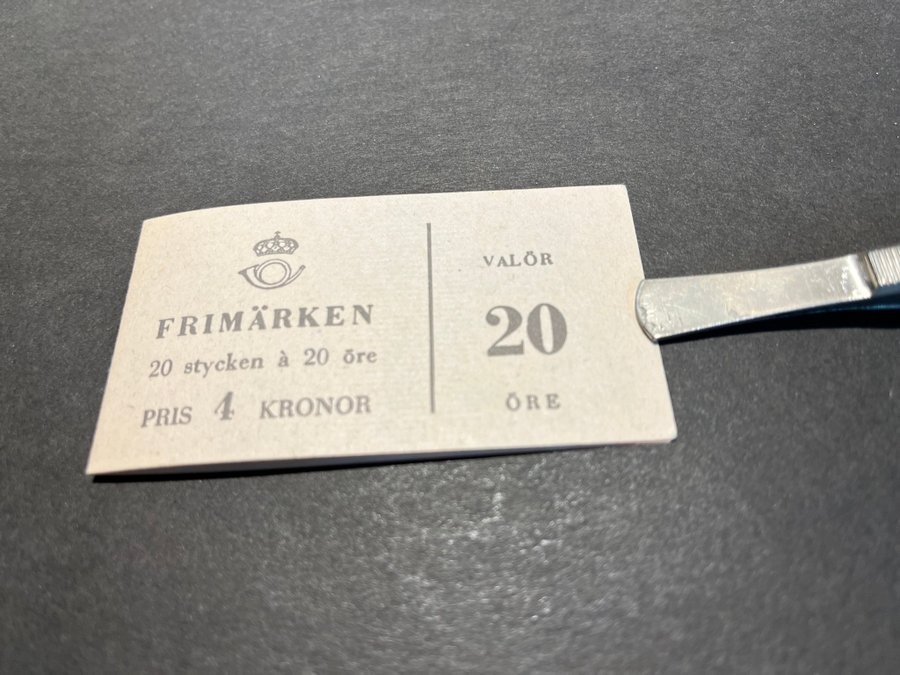 FRIMÄRKEN
20 stycken à 20 öre
PRIS 4 KRONOR
VALÖR
20
ÖRE